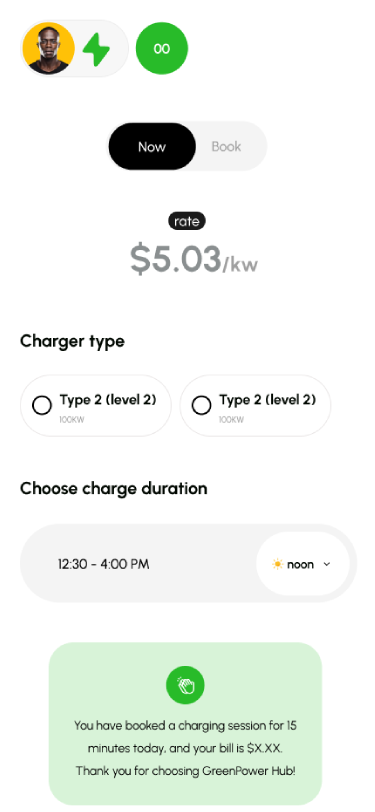 00
Now Book
rate
$5.03/kw
Charger type
Type 2 (level 2) Type 2 (level 2)
100KW 100KW
Choose charge duration
12:30 - 4:00 PM noon
You have booked a charging session for 15
minutes today, and your bill is $X.XX.
Thank you for choosing GreenPower Hub!